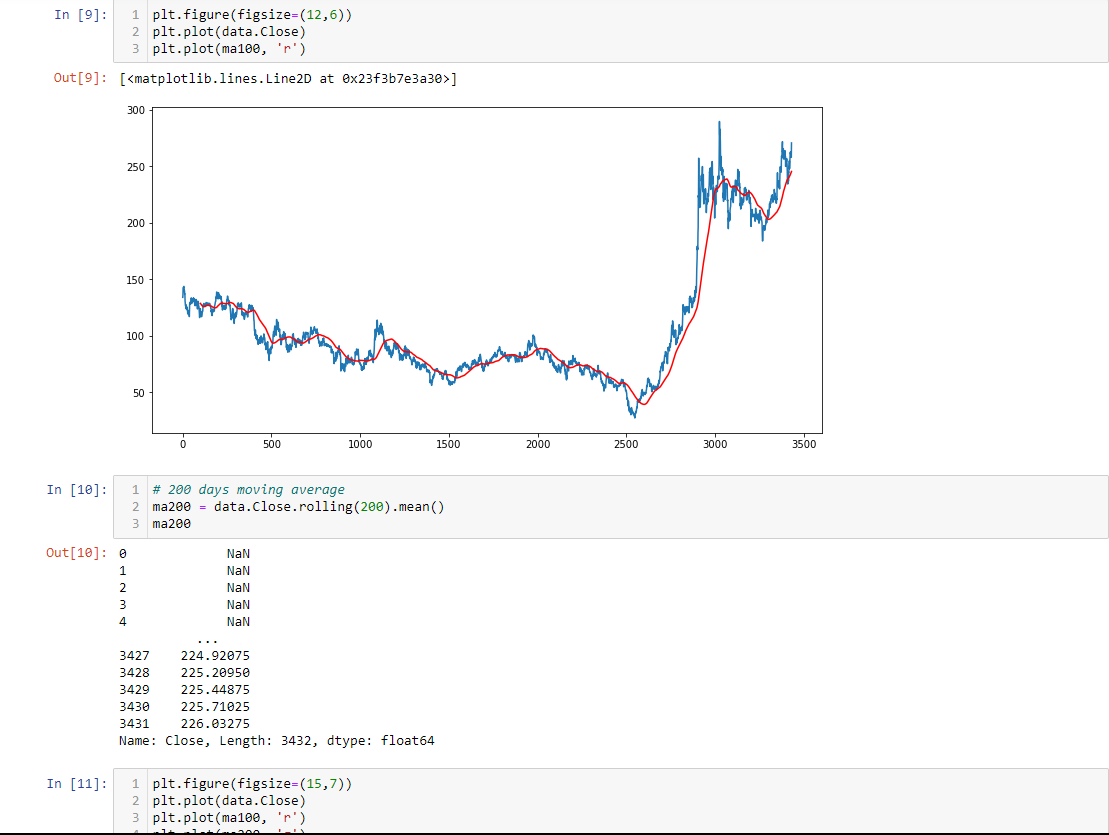 In [9]:
1 plt.figure(figsize=(12,6))
2 plt.plot(data.Close)
3 plt.plot(ma100, 'r')
Out[9]: [<matplotlib.lines.Line2D at 0x23f3b7e3a30>]
300
250
200
150
100
50
0 500 1000 1500 2000 2500 3000 3500
In [10]:
1 # 200 days moving average
2 ma200 = data.Close.rolling(200).mean()
3 ma200
Out[10]: 0 NaN
1 NaN
2 NaN
3 NaN
4 NaN
...
3427 224.92075
3428 225.20950
3429 225.44875
3430 225.71025
3431 226.03275
Name: Close, Length: 3432, dtype: float64
In [11]:
1 plt.figure(figsize=(15,7))
2 plt.plot(data.Close)
3 plt.plot(ma100, 'r')